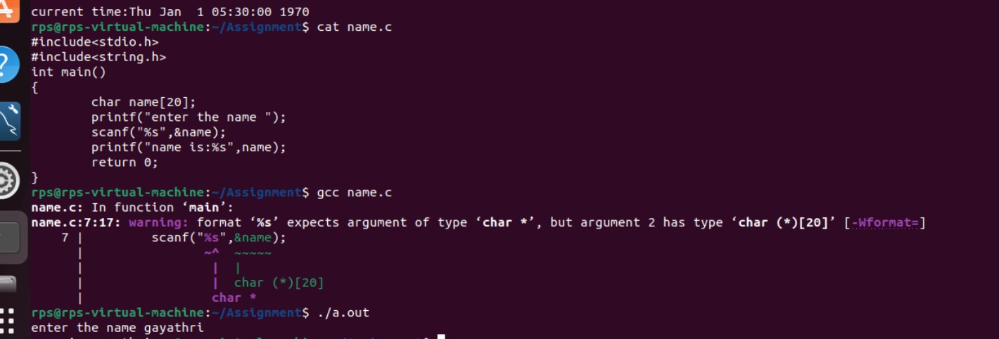 current time:Thu Jan  1 05:30:00 1970
rps@rps-virtual-machine:~/Assignment$ cat name.c
#include<stdio.h>
#include<string.h>
int main()
{
        char name[20];
        printf("enter the name ");
        scanf("%s",&name);
        printf("name is:%s",name);
        return 0;
}
rps@rps-virtual-machine:~/Assignment$ gcc name.c
name.c: In function ‘main’:
name.c:7:17: warning: format ‘%s’ expects argument of type ‘char *’, but argument 2 has type ‘char (*)[20]’ [-Wformat=]
    7 |         scanf("%s",&name);
      |                ~^  ~~~~~
      |                 |  |
      |                 |  char (*)[20]
      |                 char *
rps@rps-virtual-machine:~/Assignment$ ./a.out
enter the name gayathri